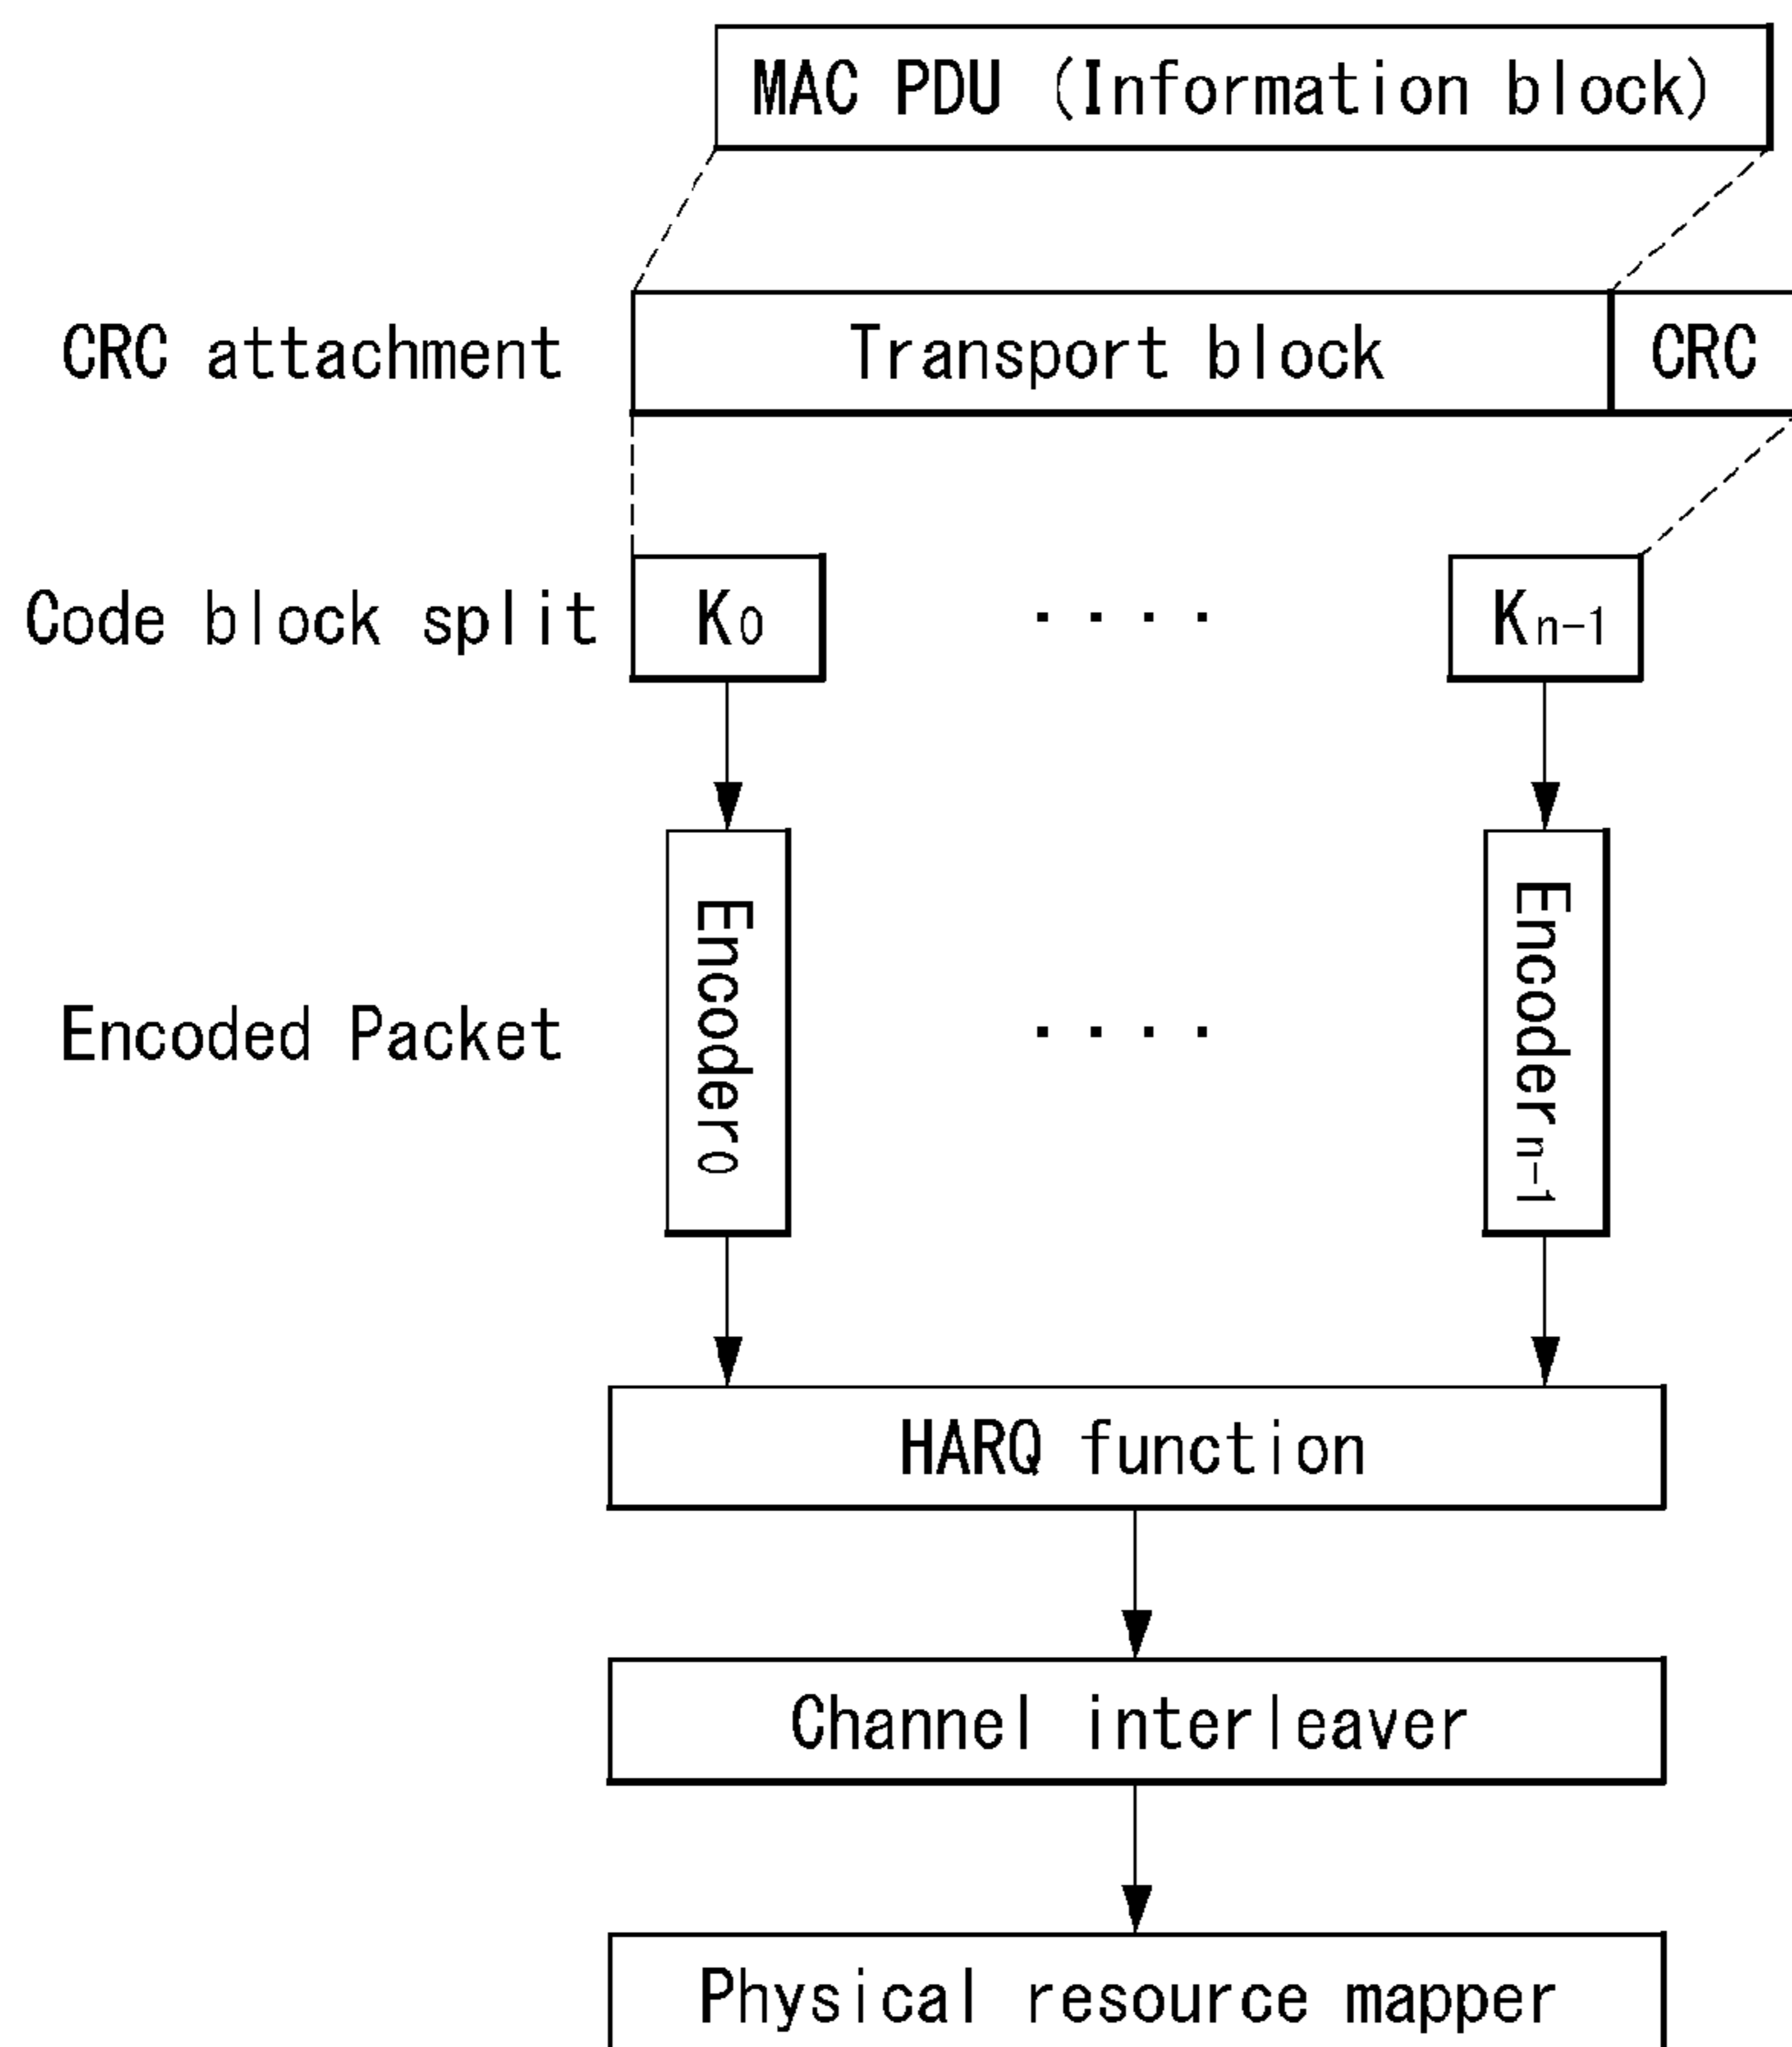 MAC PDU (Information block)
CRC attachment Transport block CRC
Code block split K0 .... Kn-1
Encoded Packet Encoder0 .... Encodern-1
HARQ function
Channel interleaver
Physical resource mapper